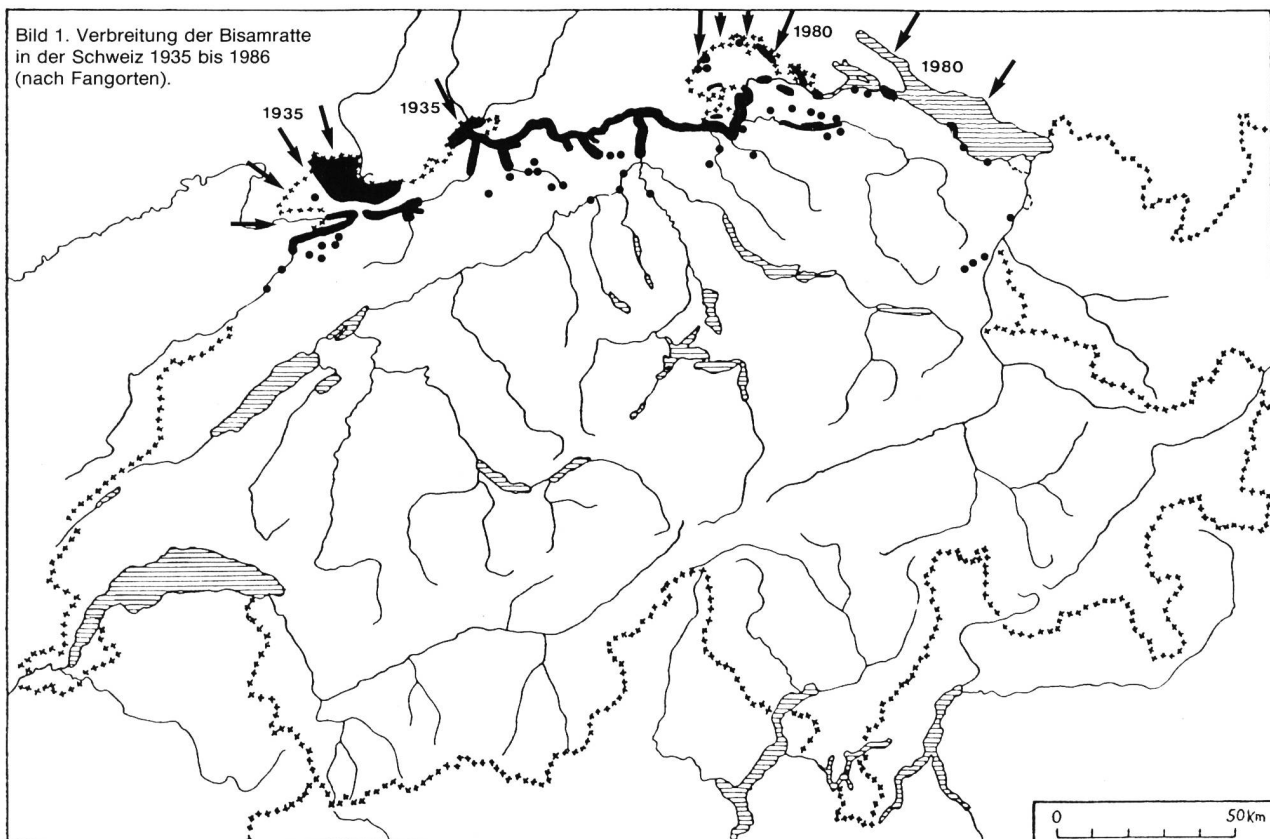 Bild 1. Verbreitung der Bisamratte
in der Schweiz 1935 bis 1986
(nach Fangorten).
1980
1980
1935
1935
0 50 Km